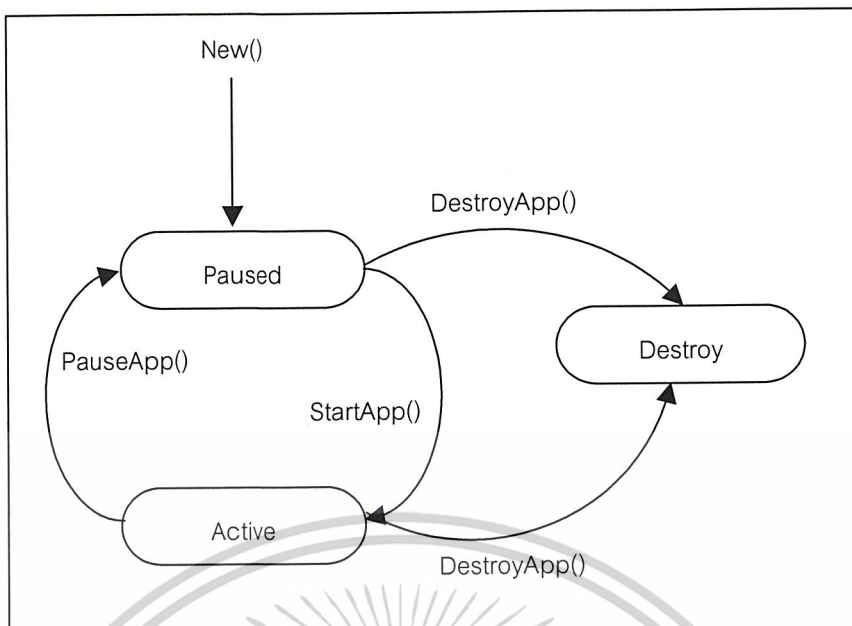 New()
DestroyApp()
Paused
Destroy
PauseApp()
StartApp()
Active
DestroyApp()